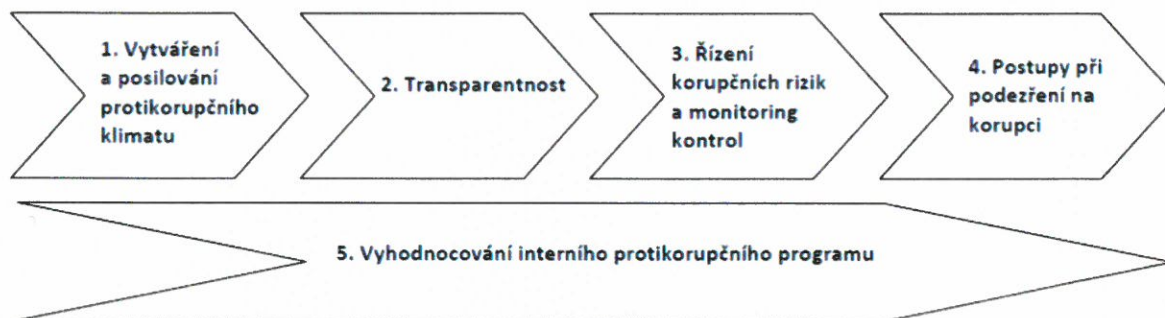 1. Vytváření
a posilování
protikorupčního
klimatu
2. Transparentnost
3. Řízení
korupčních rizik
a monitoring
kontrol
4. Postupy při
podezření na
korupci
5. Vyhodnocování interního protikorupčního programu